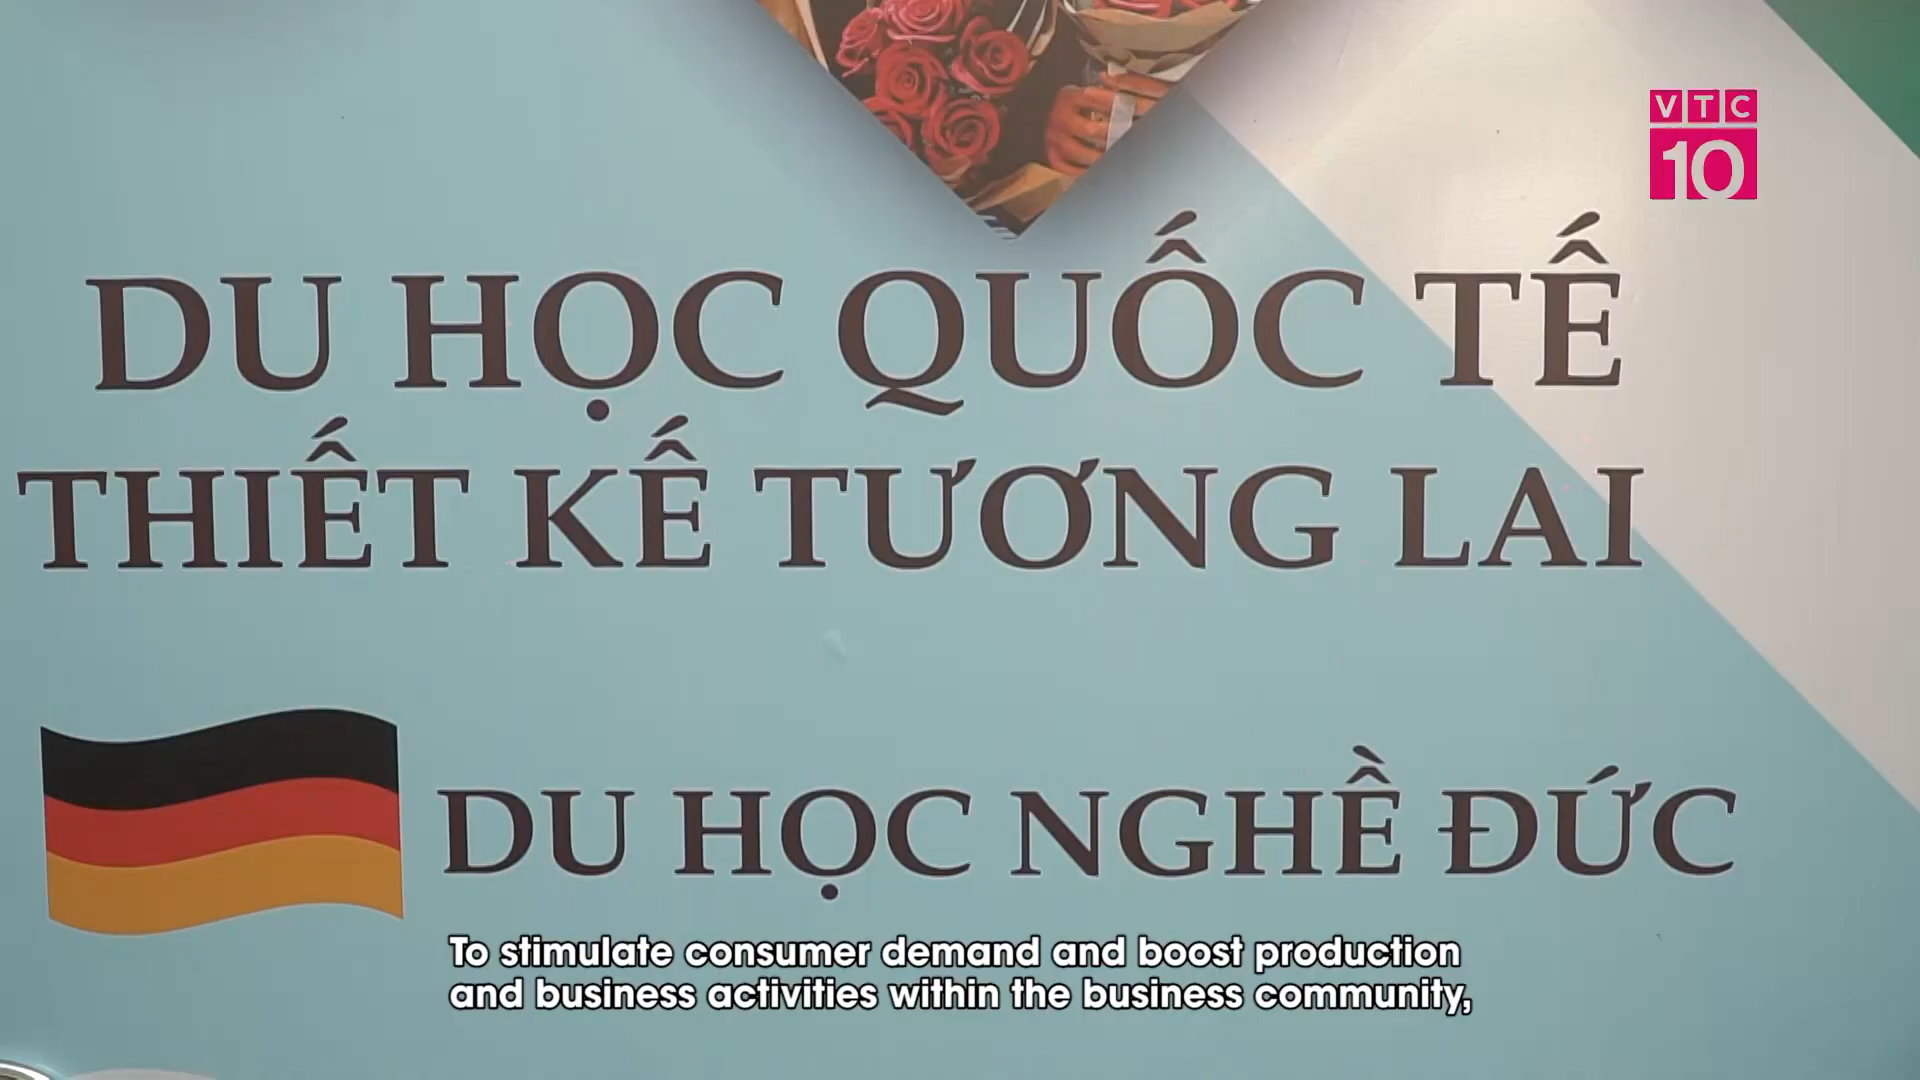 VTC
10
DU HỌC QUỐC TẾ
THIẾT KẾ TƯƠNG LAI
DU HỌC NGHỀ ĐỨC
To stimulate consumer demand and boost production
and business activities within the business community,